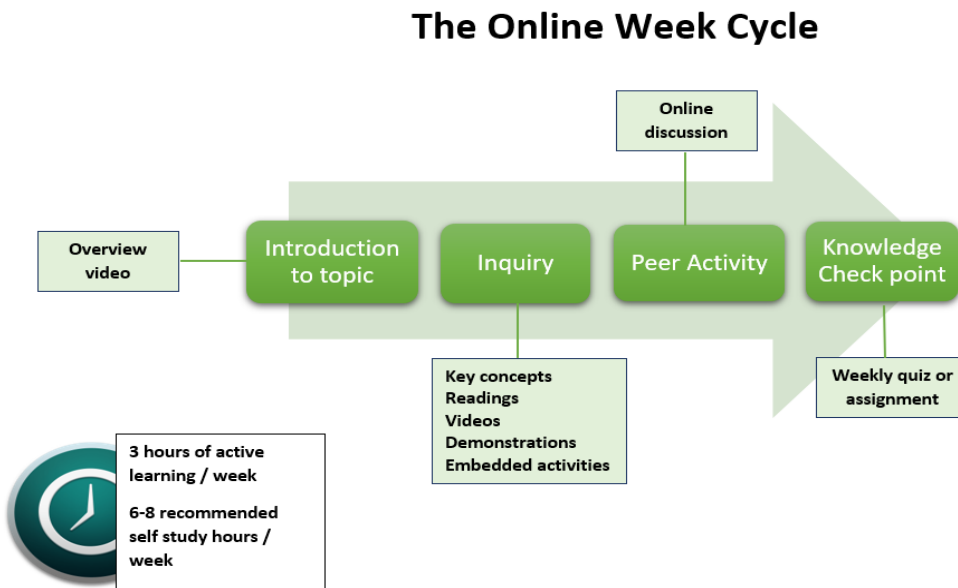 The Online Week Cycle
Online
discussion
Overview
video
Introduction
to topic
Inquiry
Peer Activity
Knowledge
Check point
Key concepts
Readings
Videos
Demonstrations
Embedded activities
Weekly quiz or
assignment
3 hours of active
learning / week
6-8 recommended
self study hours /
week